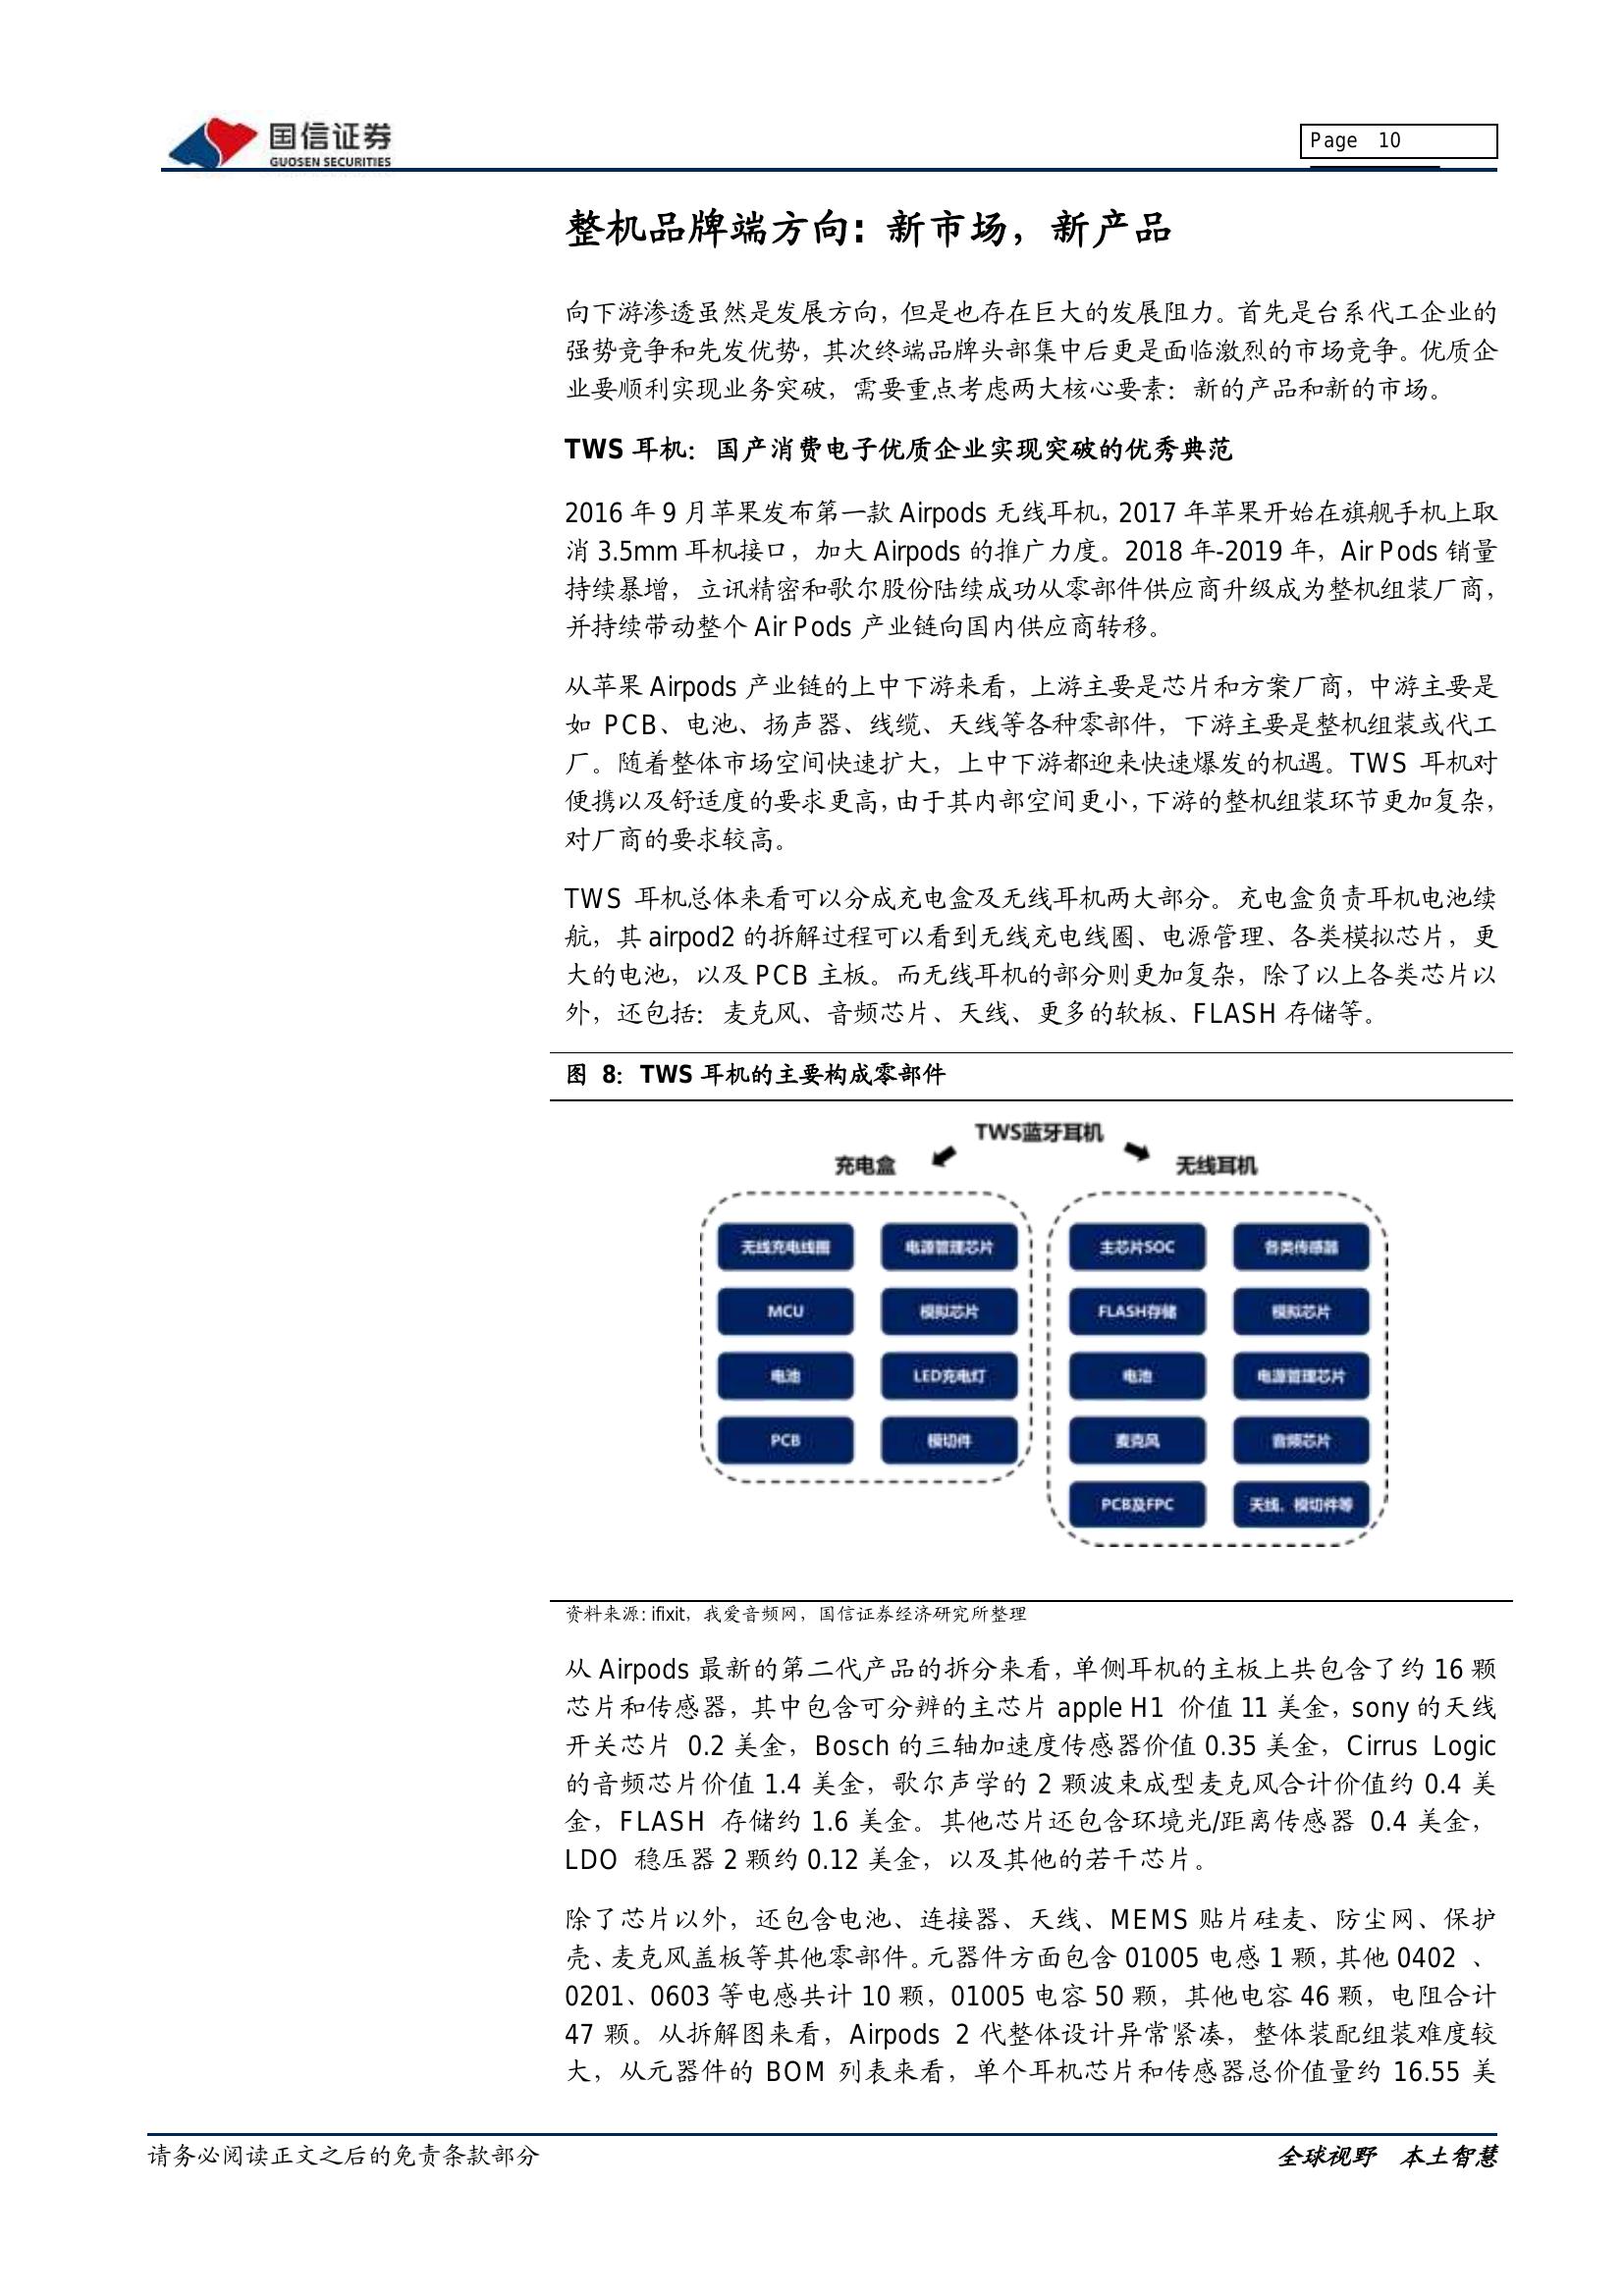 国信证券
GUOSEN SECURITIES
Page 10
整机品牌端方向：新市场，新产品
向下游渗透虽然是发展方向，但是也存在巨大的发展阻力。首先是台系代工企业的
强势竞争和先发优势，其次终端品牌头部集中后更是面临激烈的市场竞争。优质企
业要顺利实现业务突破，需要重点考虑两大核心要素：新的产品和新的市场。
TWS 耳机：国产消费电子优质企业实现突破的优秀典范
2016 年 9 月苹果发布第一款 Airpods 无线耳机，2017 年苹果开始在旗舰手机上取
消 3.5mm 耳机接口，加大 Airpods 的推广力度。2018 年-2019 年，Air Pods 销量
持续暴增，立讯精密和歌尔股份陆续成功从零部件供应商升级成为整机组装厂商，
并持续带动整个 Air Pods 产业链向国内供应商转移。
从苹果 Airpods 产业链的上中下游来看，上游主要是芯片和方案厂商，中游主要是
如 PCB、电池、扬声器、线缆、天线等各种零部件，下游主要是整机组装或代工
厂。随着整体市场空间快速扩大，上中下游都迎来快速爆发的机遇。TWS 耳机对
便携以及舒适度的要求更高，由于其内部空间更小，下游的整机组装环节更加复杂，
对厂商的要求较高。
TWS 耳机总体来看可以分成充电盒及无线耳机两大部分。充电盒负责耳机电池续
航，其 airpod2 的拆解过程可以看到无线充电线圈、电源管理、各类模拟芯片，更
大的电池，以及 PCB 主板。而无线耳机的部分则更加复杂，除了以上各类芯片以
外，还包括：麦克风、音频芯片、天线、更多的软板、FLASH 存储等。
图 8：TWS 耳机的主要构成零部件
TWS蓝牙耳机
充电盒 无线耳机
无线充电线圈 电源管理芯片 主芯片SOC 各类传感器
MCU 模拟芯片 FLASH存储 模拟芯片
电池 LED充电灯 电池 电源管理芯片
PCB 模切件 麦克风 音频芯片
PCB及FPC 天线、模切件等
资料来源：ifixit，我爱音频网，国信证券经济研究所整理
从 Airpods 最新的第二代产品的拆分来看，单侧耳机的主板上共包含了约 16 颗
芯片和传感器，其中包含可分辨的主芯片 apple H1 价值 11 美金，sony 的天线
开关芯片 0.2 美金，Bosch 的三轴加速度传感器价值 0.35 美金，Cirrus Logic
的音频芯片价值 1.4 美金，歌尔声学的 2 颗波束成型麦克风合计价值约 0.4 美
金，FLASH 存储约 1.6 美金。其他芯片还包含环境光/距离传感器 0.4 美金，
LDO 稳压器 2 颗约 0.12 美金，以及其他的若干芯片。
除了芯片以外，还包含电池、连接器、天线、MEMS 贴片硅麦、防尘网、保护
壳、麦克风盖板等其他零部件。元器件方面包含 01005 电感 1 颗，其他 0402 、
0201、0603 等电感共计 10 颗，01005 电容 50 颗，其他电容 46 颗，电阻合计
47 颗。从拆解图来看，Airpods 2 代整体设计异常紧凑，整体装配组装难度较
大，从元器件的 BOM 列表来看，单个耳机芯片和传感器总价值量约 16.55 美
请务必阅读正文之后的免责条款部分
全球视野 本土智慧